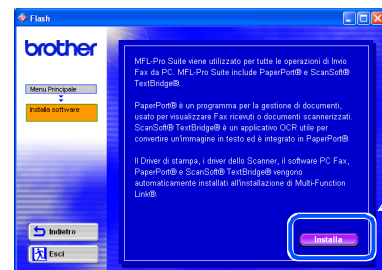 Flash
brother
Menu Principale
Installa software
MFL-Pro Suite viene utilizzato per tutte le operazioni di Invio
Fax da PC. MFL-Pro Suite include PaperPort® e ScanSoft®
TextBridge®.
PaperPort® è un programma per la gestione di documenti,
usato per visualizzare Fax ricevuti o documenti scannerizzati.
ScanSoft® TextBridge® è un applicativo OCR utile per
convertire un'immagine in testo ed è integrato in PaperPort®.
Il Driver di stampa, i driver dello Scanner, il software PC Fax,
PaperPort® e ScanSoft® TextBridge® vengono
automaticamente installati all'installazione di Multi-Function
Link®.
Indietro
Esci
Installa